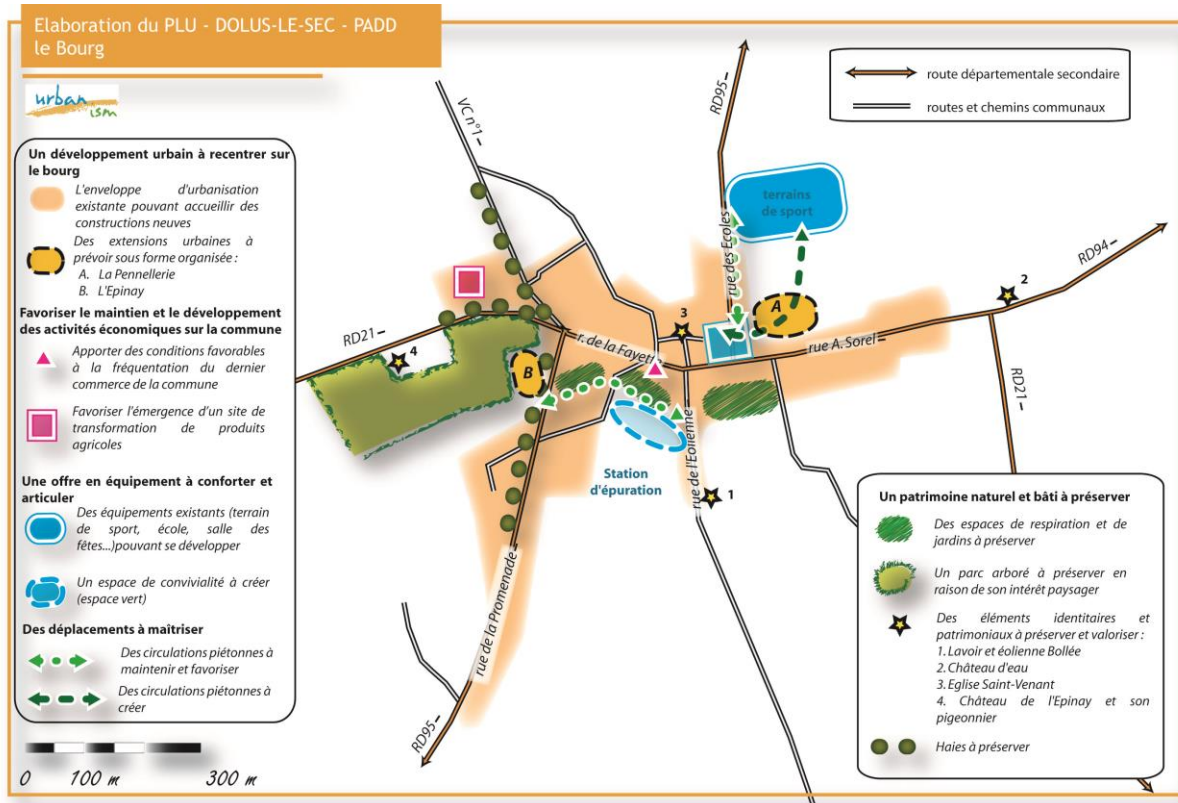 Elaboration du PLU - DOLUS-LE-SEC - PADD
le Bourg
urban
ism
Un développement urbain à recentrer sur
le bourg
L'enveloppe d'urbanisation
existante pouvant accueillir des
constructions neuves
Des extensions urbaines à
prévoir sous forme organisée :
A. La Pennellerie
B. L'Epinay
Favoriser le maintien et le développement
des activités économiques sur la commune
Apporter des conditions favorables
à la fréquentation du dernier
commerce de la commune
Favoriser l'émergence d'un site de
transformation de produits
agricoles
Une offre en équipement à conforter et
articuler
Des équipements existants (terrain
de sport, école, salle des
fêtes...)pouvant se développer
Un espace de convivialité à créer
(espace vert)
Des déplacements à maîtriser
Des circulations piétonnes à
maintenir et favoriser
Des circulations piétonnes à
créer
0 100 m 300 m
route départementale secondaire
routes et chemins communaux
VC n°1
RD95
terrains
de sport
rue des Ecoles
RD94
2
3
A
RD21
4
r. de la Fayette
rue A. Sorel
B
RD21
Station
d'épuration
rue de l'Eolienne
1
rue de la Promenade
RD95
Un patrimoine naturel et bâti à préserver
Des espaces de respiration et de
jardins à préserver
Un parc arboré à préserver en
raison de son intérêt paysager
Des éléments identitaires et
patrimoniaux à préserver et valoriser :
1. Lavoir et éolienne Bollée
2. Château d'eau
3. Eglise Saint-Venant
4. Château de l'Epinay et son
pigeonnier
Haies à préserver